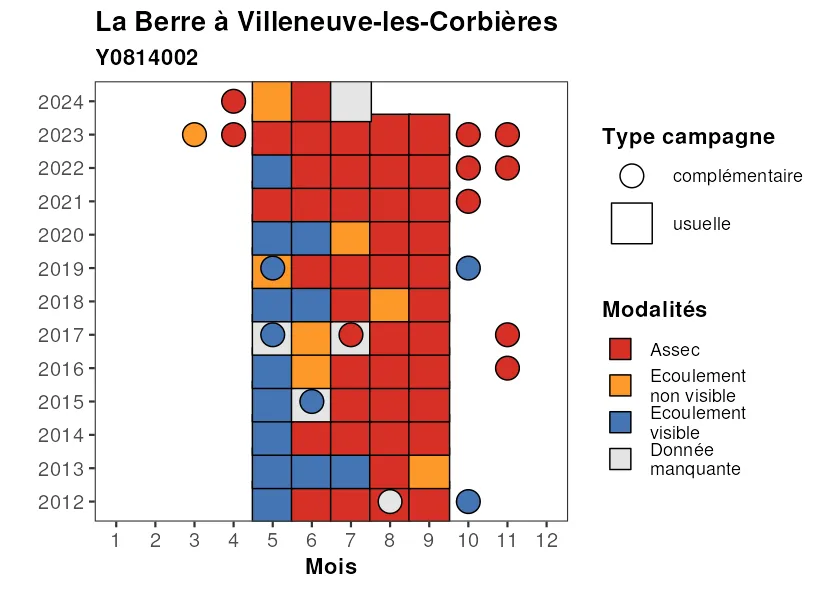 La Berre à Villeneuve-les-Corbières
Y0814002
2024
2023
2022
2021
2020
2019
2018
2017
2016
2015
2014
2013
2012
1 2 3 4 5 6 7 8 9 10 11 12
Mois
Type campagne
complémentaire
usuelle
Modalités
Assec
Ecoulement
non visible
Ecoulement
visible
Donnée
manquante